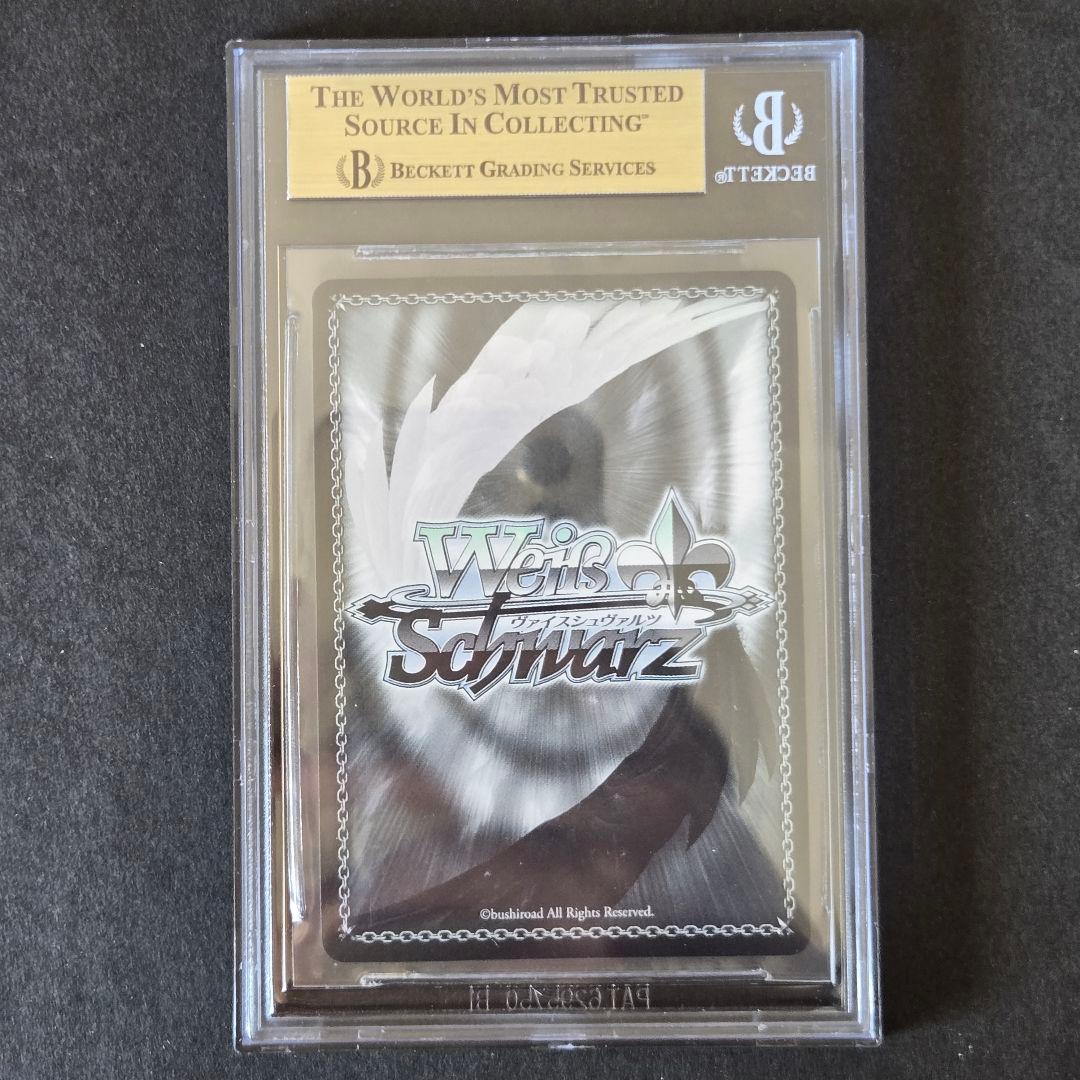 THE WORLD'S MOST TRUSTED
SOURCE IN COLLECTING
B BECKETT GRADING SERVICES
B
BECKETT®
Weiß
ヴァイスシュヴァルツ
Schwarz
©bushiroad All Rights Reserved.